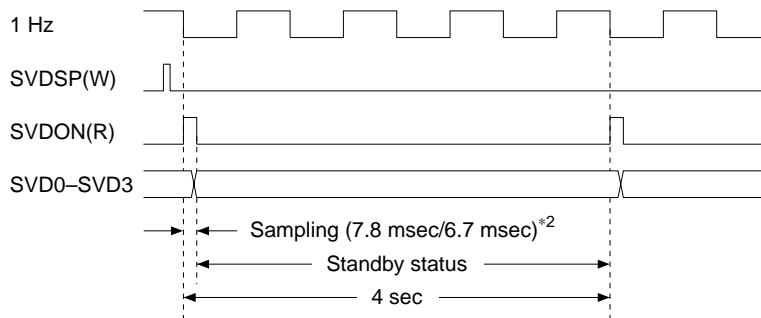 1 Hz
SVDSP(W)
SVDON(R)
SVD0–SVD3
Sampling (7.8 msec/6.7 msec)*2
Standby status
4 sec